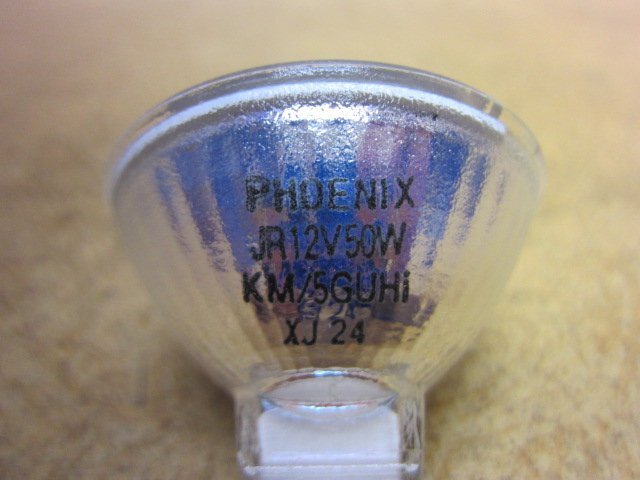 PHOENIX
JR12V50W
KM/5GUHi
XJ 24